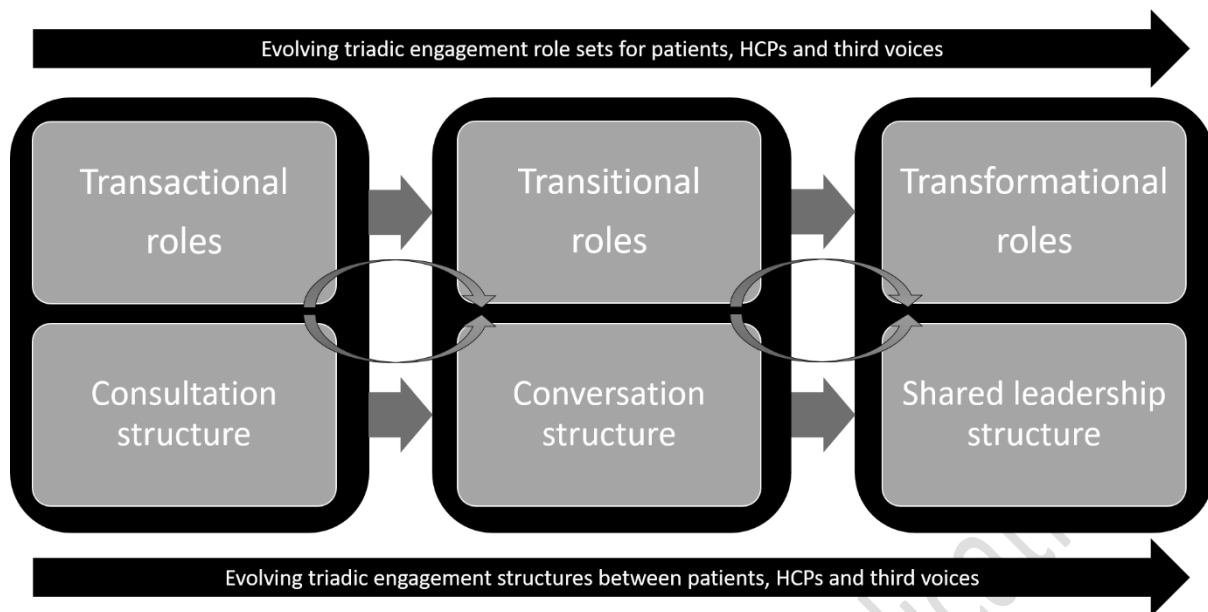 Evolving triadic engagement role sets for patients, HCPs and third voices
Transactional
roles
Transitional
roles
Transformational
roles
Consultation
structure
Conversation
structure
Shared leadership
structure
Evolving triadic engagement structures between patients, HCPs and third voices